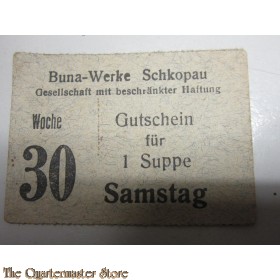 Buna-Werke Schkopau
Gesellschaft mit beschränkter Haftung
Woche
30
Gutschein
für
1 Suppe
Samstag
© The Quartermaster Store